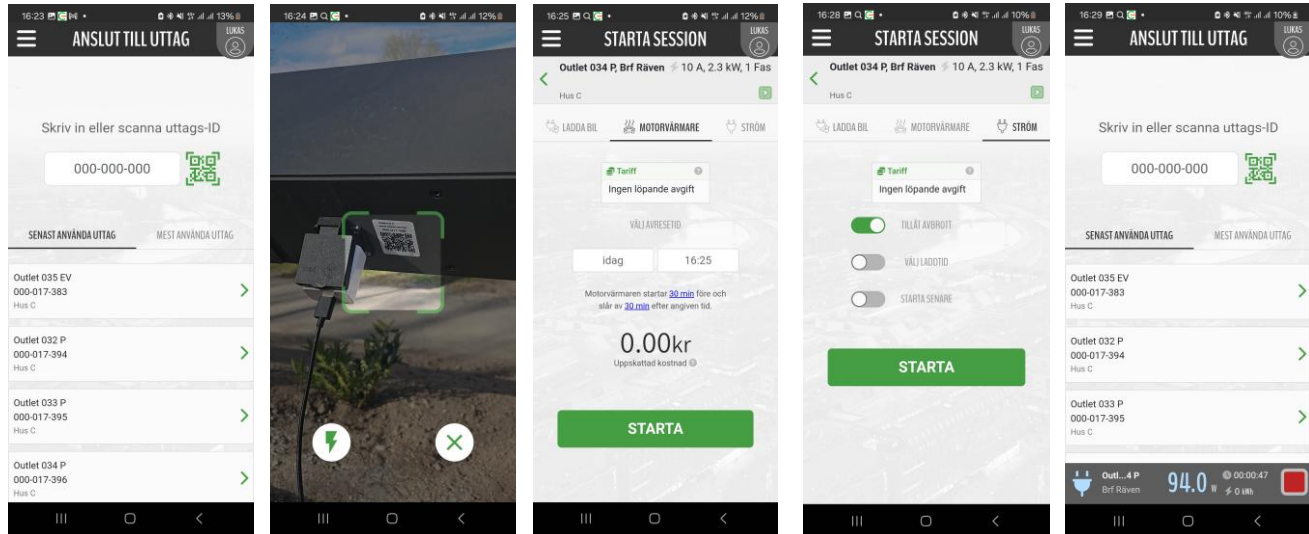 16:23
13%
ANSLUT TILL UTTAG
LUKAS
Skriv in eller scanna uttags-ID
000-000-000
SENAST ANVÄNDA UTTAG
MEST ANVÄNDA UTTAG
Outlet 035 EV
000-017-383
Hus C
Outlet 032 P
000-017-394
Hus C
Outlet 033 P
000-017-395
Hus C
Outlet 034 P
000-017-396
Hus C
16:24
12%
16:25
12%
STARTA SESSION
LUKAS
Outlet 034 P, Brf Räven 10 A, 2.3 kW, 1 Fas
Hus C
LADDA BIL
MOTORVÄRMARE
STRÖM
Tariff
Ingen löpande avgift
VÄLJ AVRESETID
idag
16:25
Motorvärmaren startar 30 min före och
slår av 30 min efter angiven tid.
0.00kr
Uppskattad kostnad
STARTA
16:28
10%
STARTA SESSION
LUKAS
Outlet 034 P, Brf Räven 10 A, 2.3 kW, 1 Fas
Hus C
LADDA BIL
MOTORVÄRMARE
STRÖM
Tariff
Ingen löpande avgift
TILLÅT AVBROTT
VÄLJ LADDTID
STARTA SENARE
STARTA
16:29
10%
ANSLUT TILL UTTAG
LUKAS
Skriv in eller scanna uttags-ID
000-000-000
SENAST ANVÄNDA UTTAG
MEST ANVÄNDA UTTAG
Outlet 035 EV
000-017-383
Hus C
Outlet 032 P
000-017-394
Hus C
Outlet 033 P
000-017-395
Hus C
Outl...4 P
Brf Räven
94.0 W
00:00:47
0 kWh